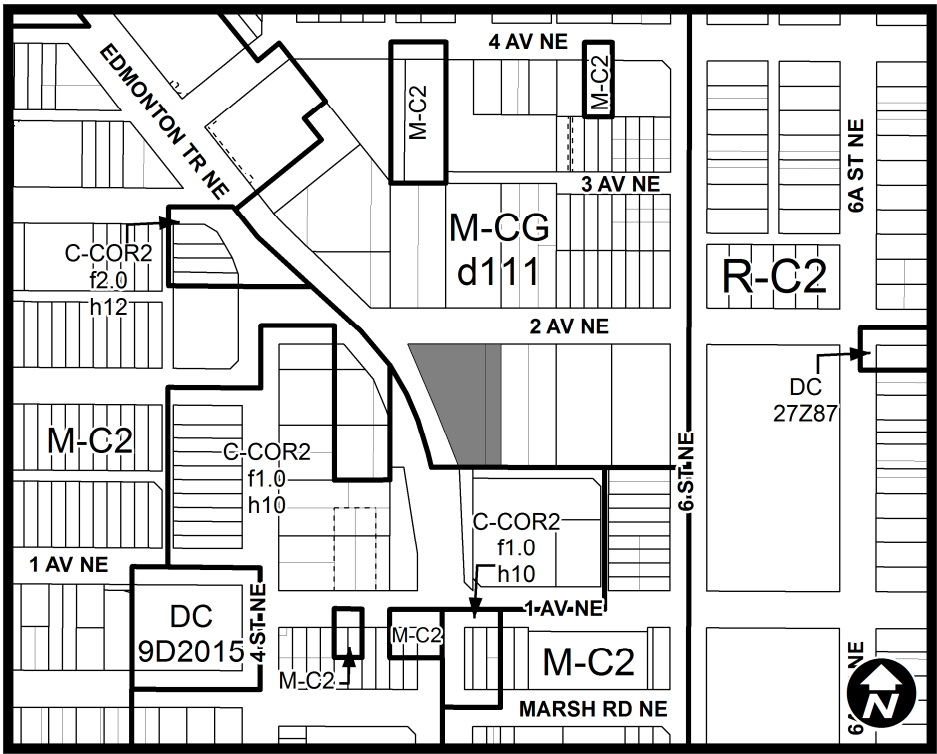 4 AV NE
EDMONTON TR NE
M-C2
M-C2
6A ST NE
3 AV NE
M-CG
d111
C-COR2
f2.0
h12
R-C2
2 AV NE
DC
27Z87
M-C2
C-COR2
f1.0
h10
6 ST NE
C-COR2
f1.0
h10
1 AV NE
DC
9D2015
4 ST NE
1 AV NE
M-C2
M-C2
M-C2
MARSH RD NE
NE
N